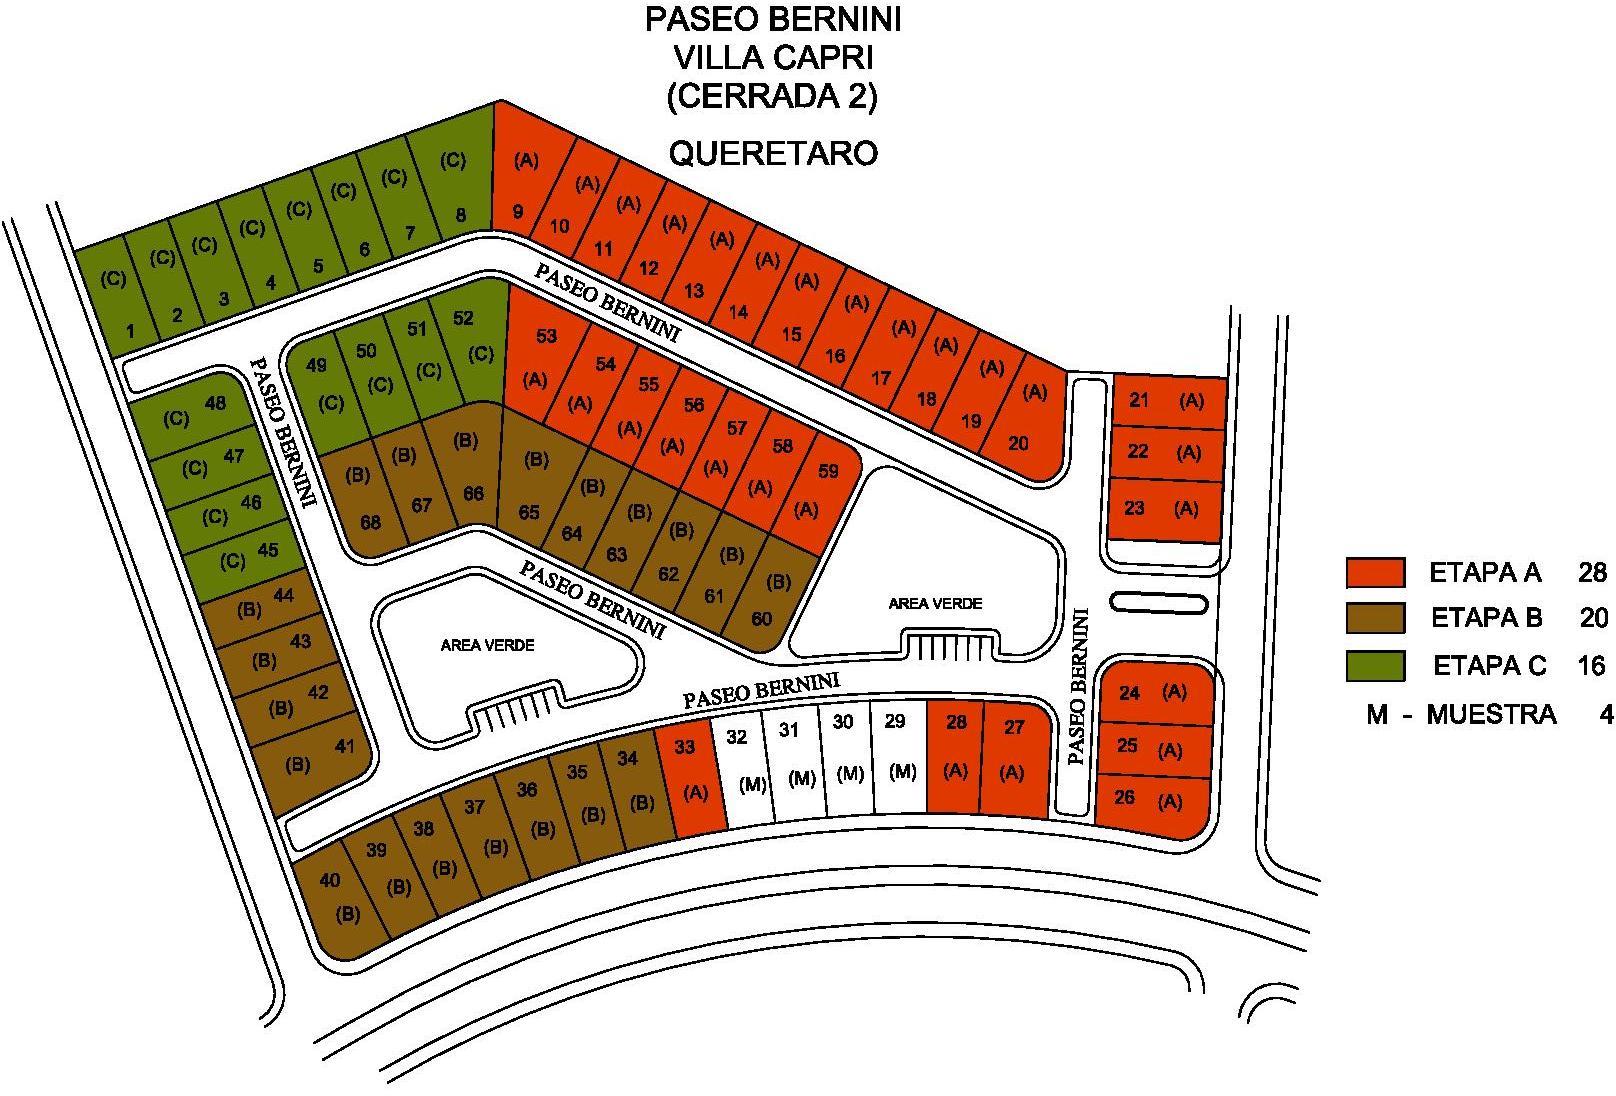 PASEO BERNINI
VILLA CAPRI
(CERRADA 2)
QUERETARO
(C) 1
(C) 2
(C) 3
(C) 4
(C) 5
(C) 6
(C) 7
(C) 8
(A) 9
(A) 10
(A) 11
(A) 12
(A) 13
(A) 14
(A) 15
(A) 16
(A) 17
(A) 18
(A) 19
(A) 20
21 (A)
22 (A)
23 (A)
PASEO BERNINI
PASEO BERNINI
49 (C)
50 (C)
51 (C)
52 (C)
53 (A)
54 (A)
55 (A)
56 (A)
57 (A)
58 (A)
59 (A)
(C) 48
(C) 47
(C) 46
(C) 45
(B) 44
(B) 43
(B) 42
(B) 41
(B) 68
(B) 67
(B) 66
(B) 65
(B) 64
(B) 63
(B) 62
(B) 61
(B) 60
PASEO BERNINI
AREA VERDE
AREA VERDE
PASEO BERNINI
PASEO BERNINI
24 (A)
25 (A)
26 (A)
40 (B)
39 (B)
38 (B)
37 (B)
36 (B)
35 (B)
34 (B)
33 (A)
32 (M)
31 (M)
30 (M)
29 (M)
28 (A)
27 (A)
ETAPA A 28
ETAPA B 20
ETAPA C 16
M - MUESTRA 4